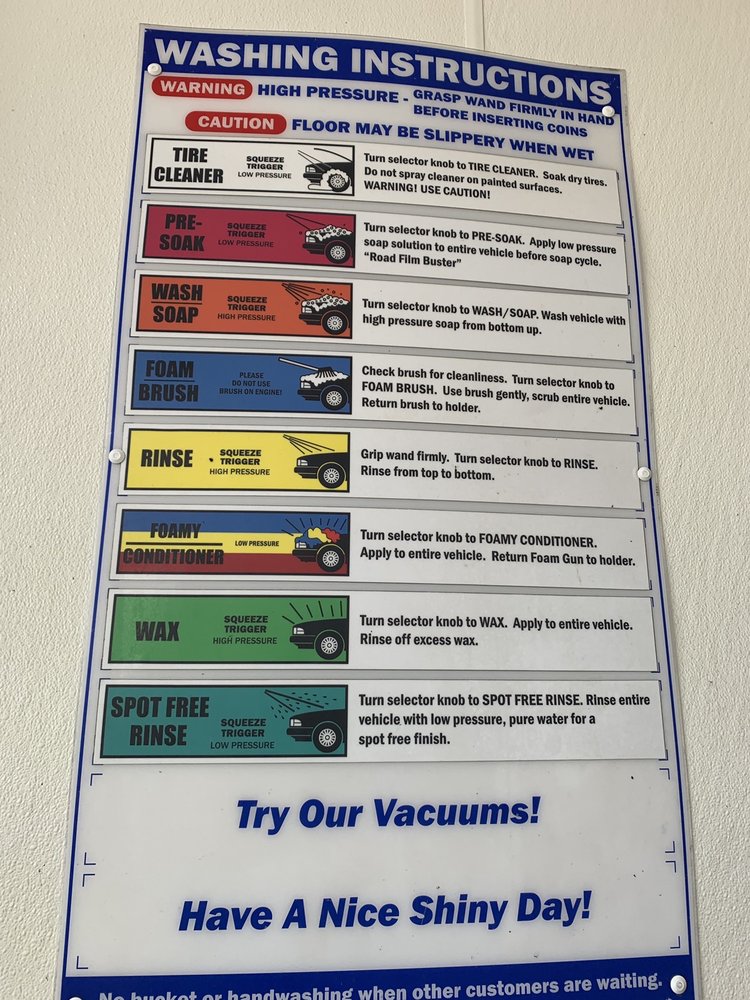 WASHING INSTRUCTIONS
WARNING HIGH PRESSURE - GRASP WAND FIRMLY IN HAND
BEFORE INSERTING COINS
CAUTION FLOOR MAY BE SLIPPERY WHEN WET
TIRE
CLEANER
SQUEEZE
TRIGGER
LOW PRESSURE
Turn selector knob to TIRE CLEANER. Soak dry tires.
Do not spray cleaner on painted surfaces.
WARNING! USE CAUTION!
PRE-
SOAK
SQUEEZE
TRIGGER
LOW PRESSURE
Turn selector knob to PRE-SOAK. Apply low pressure
soap solution to entire vehicle before soap cycle.
"Road Film Buster"
WASH
SOAP
SQUEEZE
TRIGGER
HIGH PRESSURE
Turn selector knob to WASH/SOAP. Wash vehicle with
high pressure soap from bottom up.
FOAM
BRUSH
PLEASE
DO NOT USE
BRUSH ON ENGINE!
Check brush for cleanliness. Turn selector knob to
FOAM BRUSH. Use brush gently, scrub entire vehicle.
Return brush to holder.
RINSE
SQUEEZE
TRIGGER
HIGH PRESSURE
Grip wand firmly. Turn selector knob to RINSE.
Rinse from top to bottom.
FOAMY
CONDITIONER
LOW PRESSURE
Turn selector knob to FOAMY CONDITIONER.
Apply to entire vehicle. Return Foam Gun to holder.
WAX
SQUEEZE
TRIGGER
HIGH PRESSURE
Turn selector knob to WAX. Apply to entire vehicle.
Rinse off excess wax.
SPOT FREE
RINSE
SQUEEZE
TRIGGER
LOW PRESSURE
Turn selector knob to SPOT FREE RINSE. Rinse entire
vehicle with low pressure, pure water for a
spot free finish.
Try Our Vacuums!
Have A Nice Shiny Day!
No bucket or handwashing when other customers are waiting.